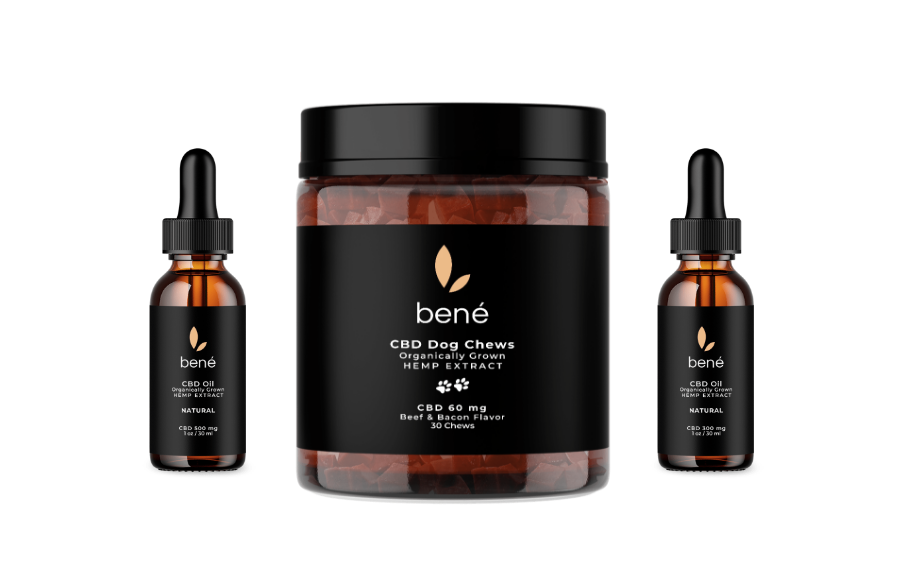 bené
CBD Oil
Organically Grown
HEMP EXTRACT
NATURAL
CBD 500 mg
1 oz / 30 ml
bené
CBD Dog Chews
Organically Grown
HEMP EXTRACT
CBD 60 mg
Beef & Bacon Flavor
30 Chews
bené
CBD Oil
Organically Grown
HEMP EXTRACT
NATURAL
CBD 300 mg
1 oz / 30 ml